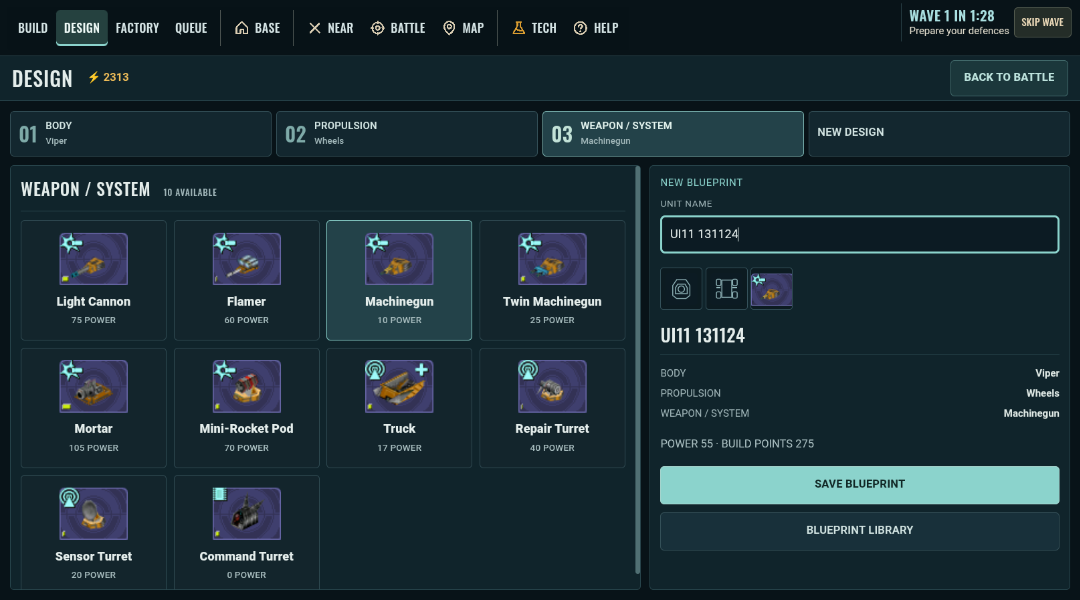 BUILD DESIGN FACTORY QUEUE BASE NEAR BATTLE MAP TECH HELP
WAVE 1 IN 1:28
Prepare your defences
SKIP WAVE
DESIGN 2313
BACK TO BATTLE
01 BODY
Viper
02 PROPULSION
Wheels
03 WEAPON / SYSTEM
Machinegun
NEW DESIGN
WEAPON / SYSTEM 10 AVAILABLE
Light Cannon
75 POWER
Flamer
60 POWER
Machinegun
10 POWER
Twin Machinegun
25 POWER
Mortar
105 POWER
Mini-Rocket Pod
70 POWER
Truck
17 POWER
Repair Turret
40 POWER
Sensor Turret
20 POWER
Command Turret
0 POWER
NEW BLUEPRINT
UNIT NAME
UI11 131124
UI11 131124
BODY Viper
PROPULSION Wheels
WEAPON / SYSTEM Machinegun
POWER 55 · BUILD POINTS 275
SAVE BLUEPRINT
BLUEPRINT LIBRARY